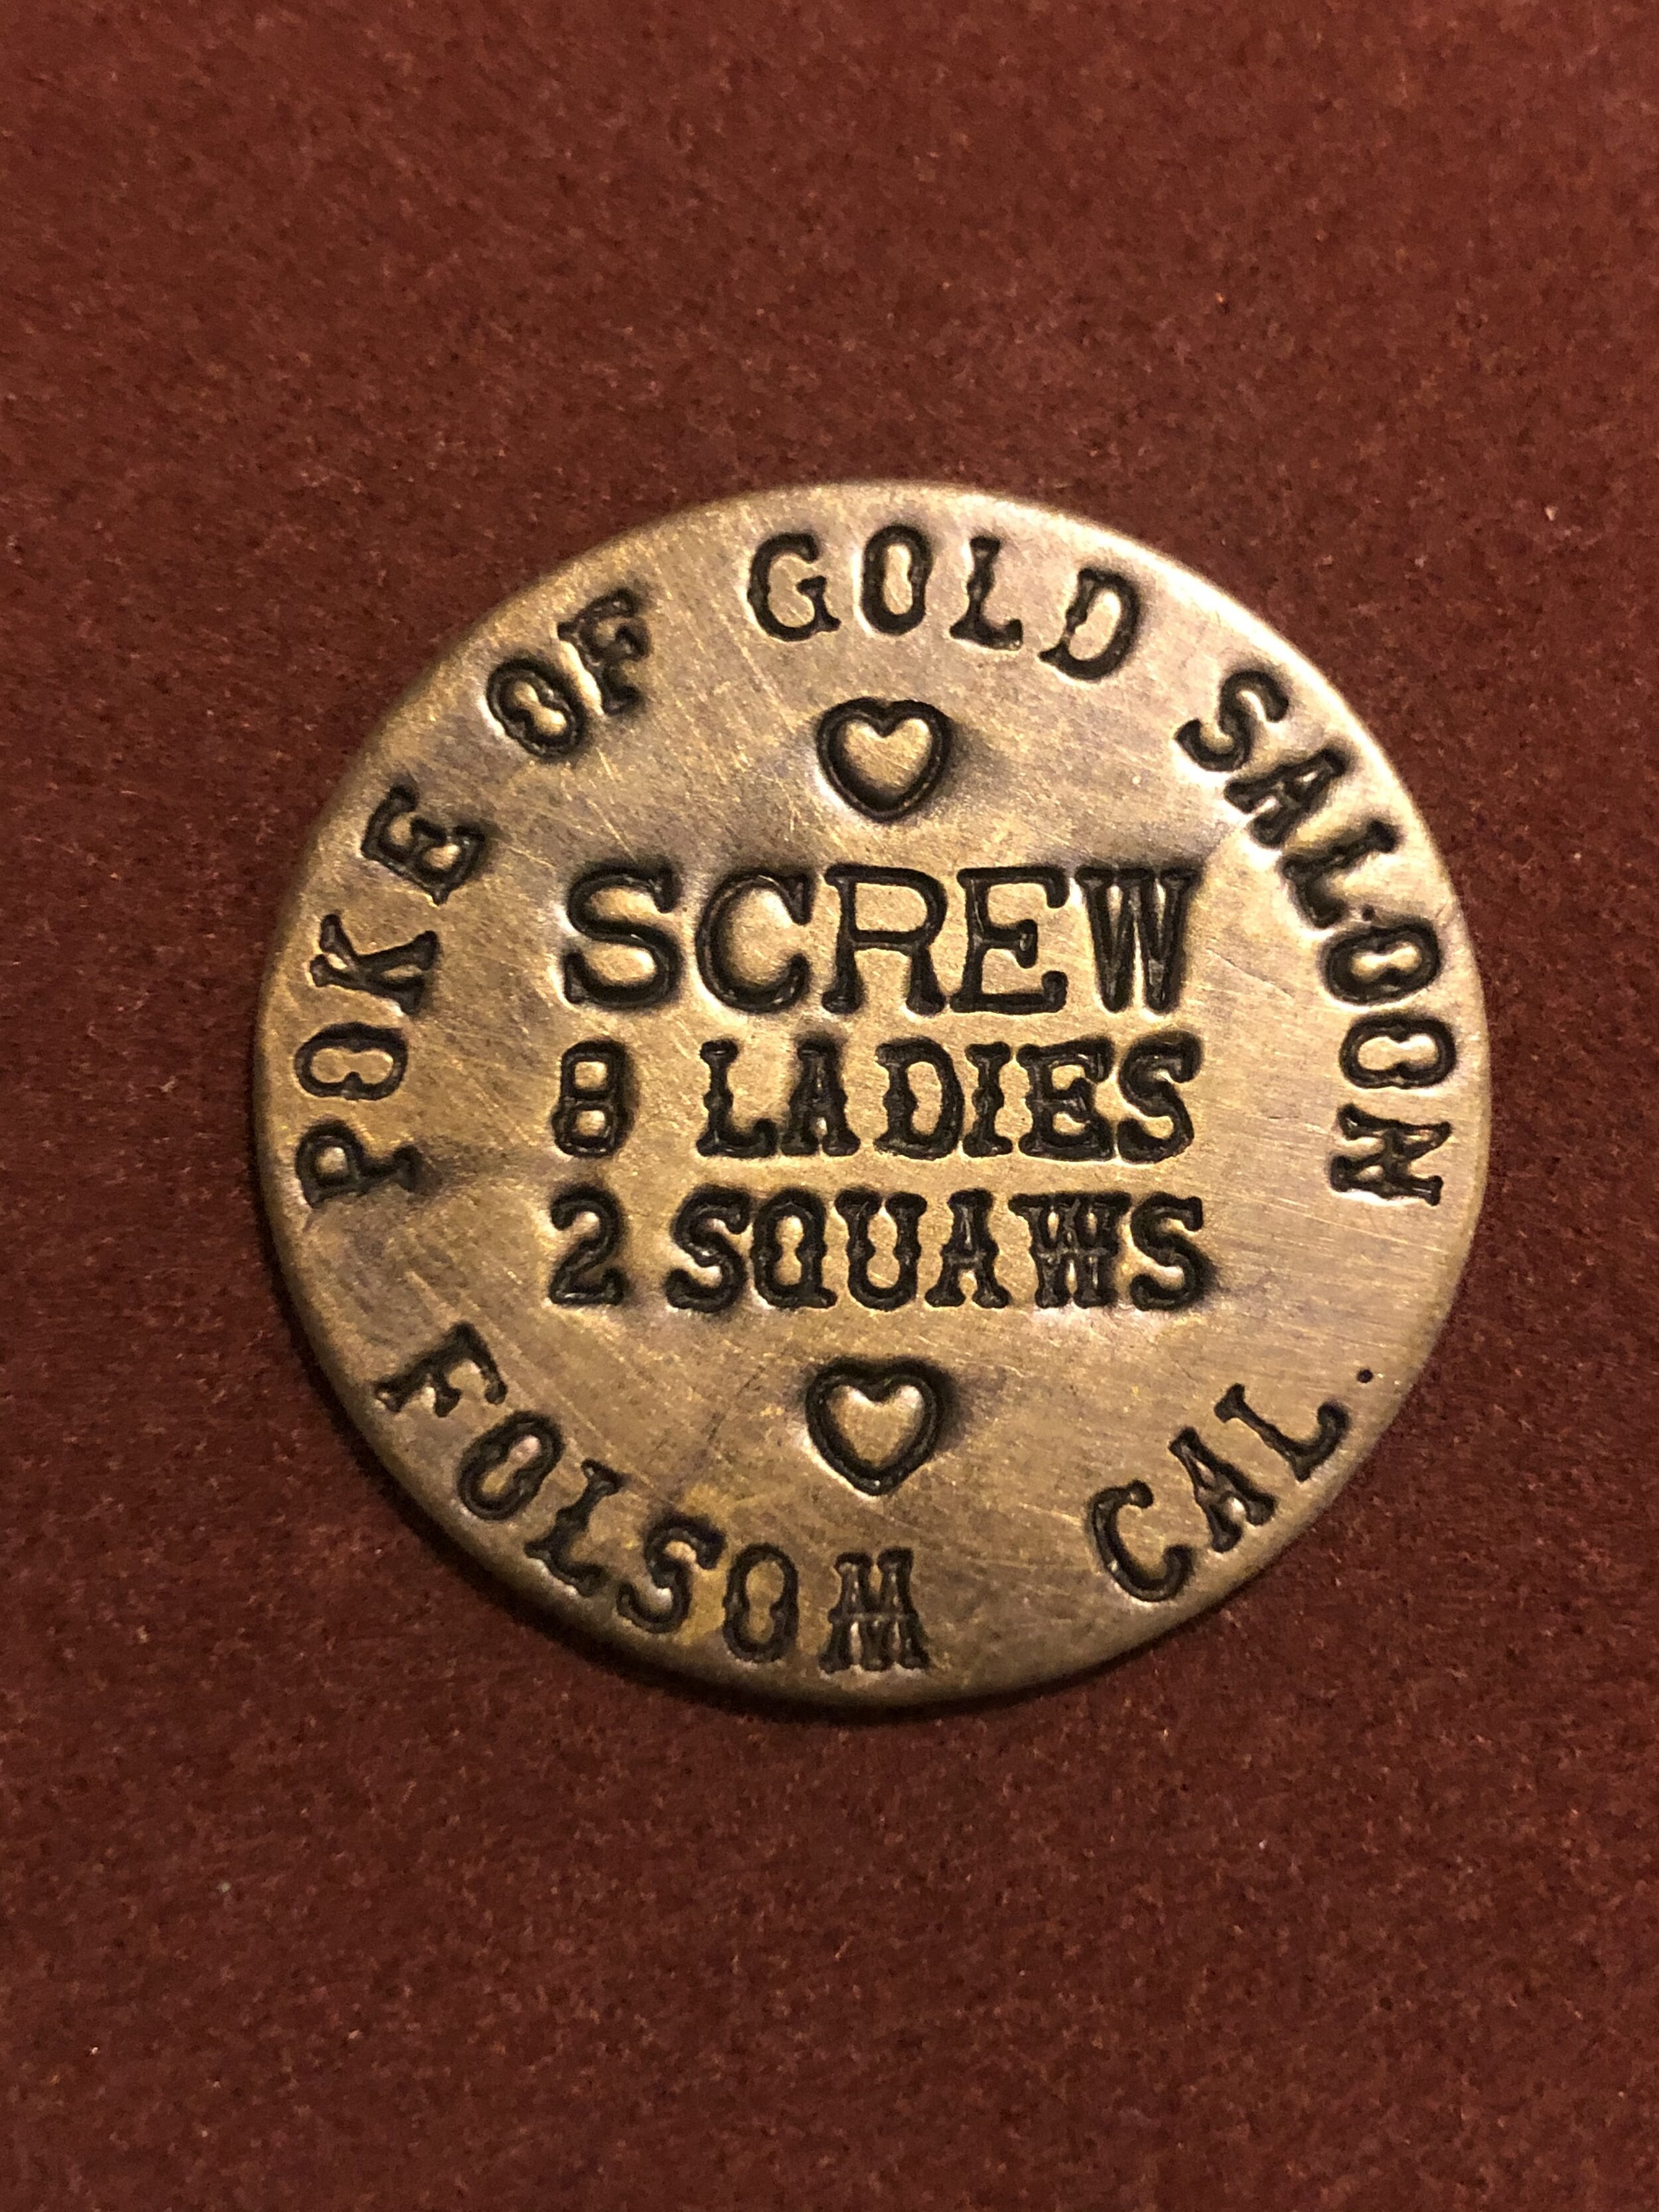 POKE OF GOLD SALOON
SCREW
8 LADIES
2 SQUAWS
FOLSOM CAL.